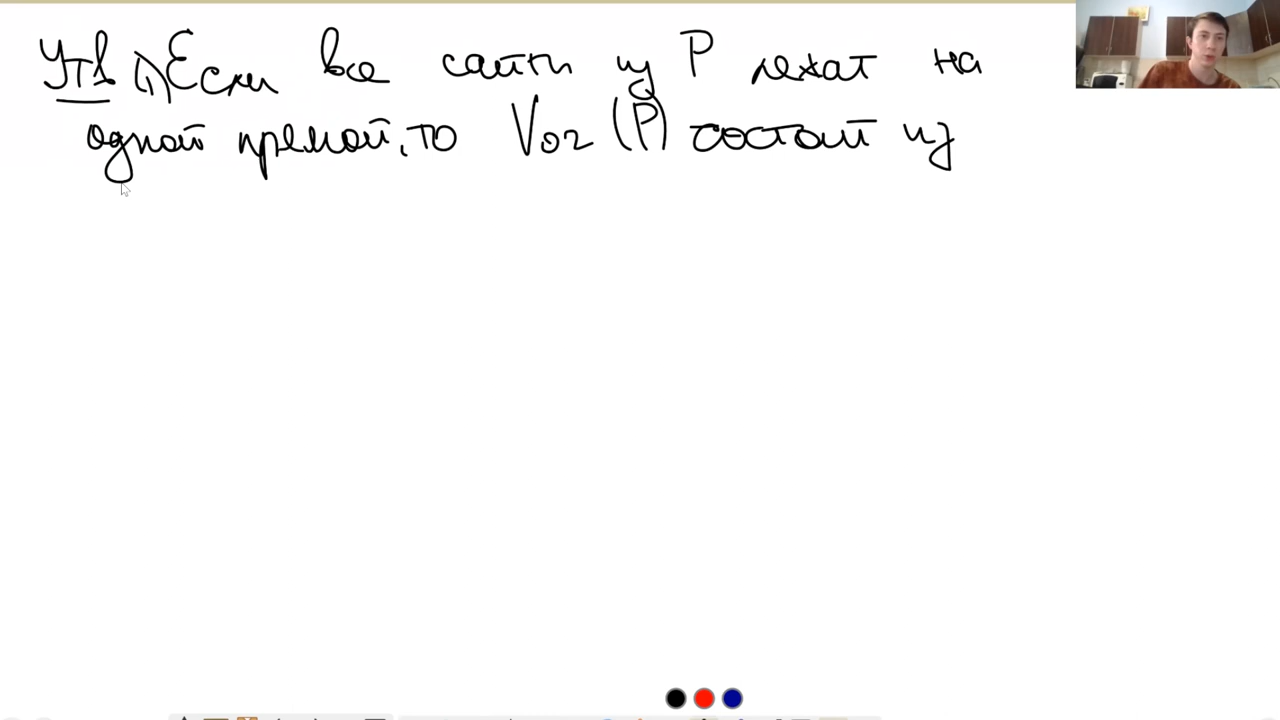 Утв 1) Если все сайты из P лежат на
одной прямой, то Vor (P) состоит из